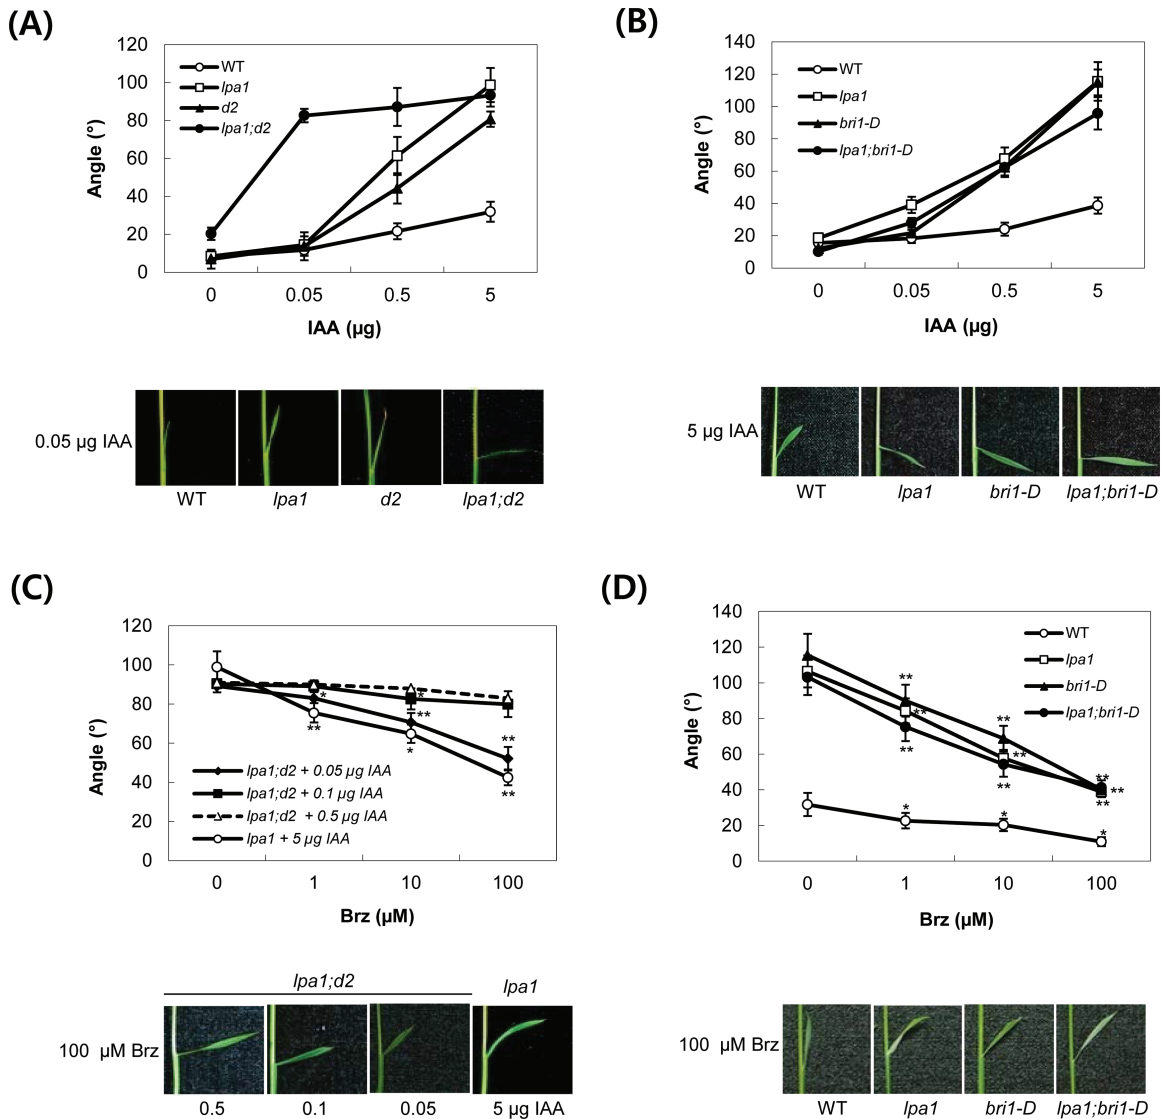 (A)
120
100
80
60
40
20
0
Angle (°)
WT
lpa1
d2
lpa1;d2
0 0.05 0.5 5
IAA (µg)
0.05 µg IAA
WT lpa1 d2 lpa1;d2
(B)
140
120
100
80
60
40
20
0
Angle (°)
WT
lpa1
bri1-D
lpa1;bri1-D
0 0.05 0.5 5
IAA (µg)
5 µg IAA
WT lpa1 bri1-D lpa1;bri1-D
(C)
120
100
80
60
40
20
0
Angle (°)
* * ** ** ** * **
lpa1;d2 + 0.05 µg IAA
lpa1;d2 + 0.1 µg IAA
lpa1;d2 + 0.5 µg IAA
lpa1 + 5 µg IAA
0 1 10 100
Brz (µM)
lpa1;d2 lpa1
100 µM Brz
0.5 0.1 0.05 5 µg IAA
(D)
140
120
100
80
60
40
20
0
Angle (°)
WT
lpa1
bri1-D
lpa1;bri1-D
** ** ** ** ** ** ** ** ** * * *
0 1 10 100
Brz (µM)
100 µM Brz
WT lpa1 bri1-D lpa1;bri1-D